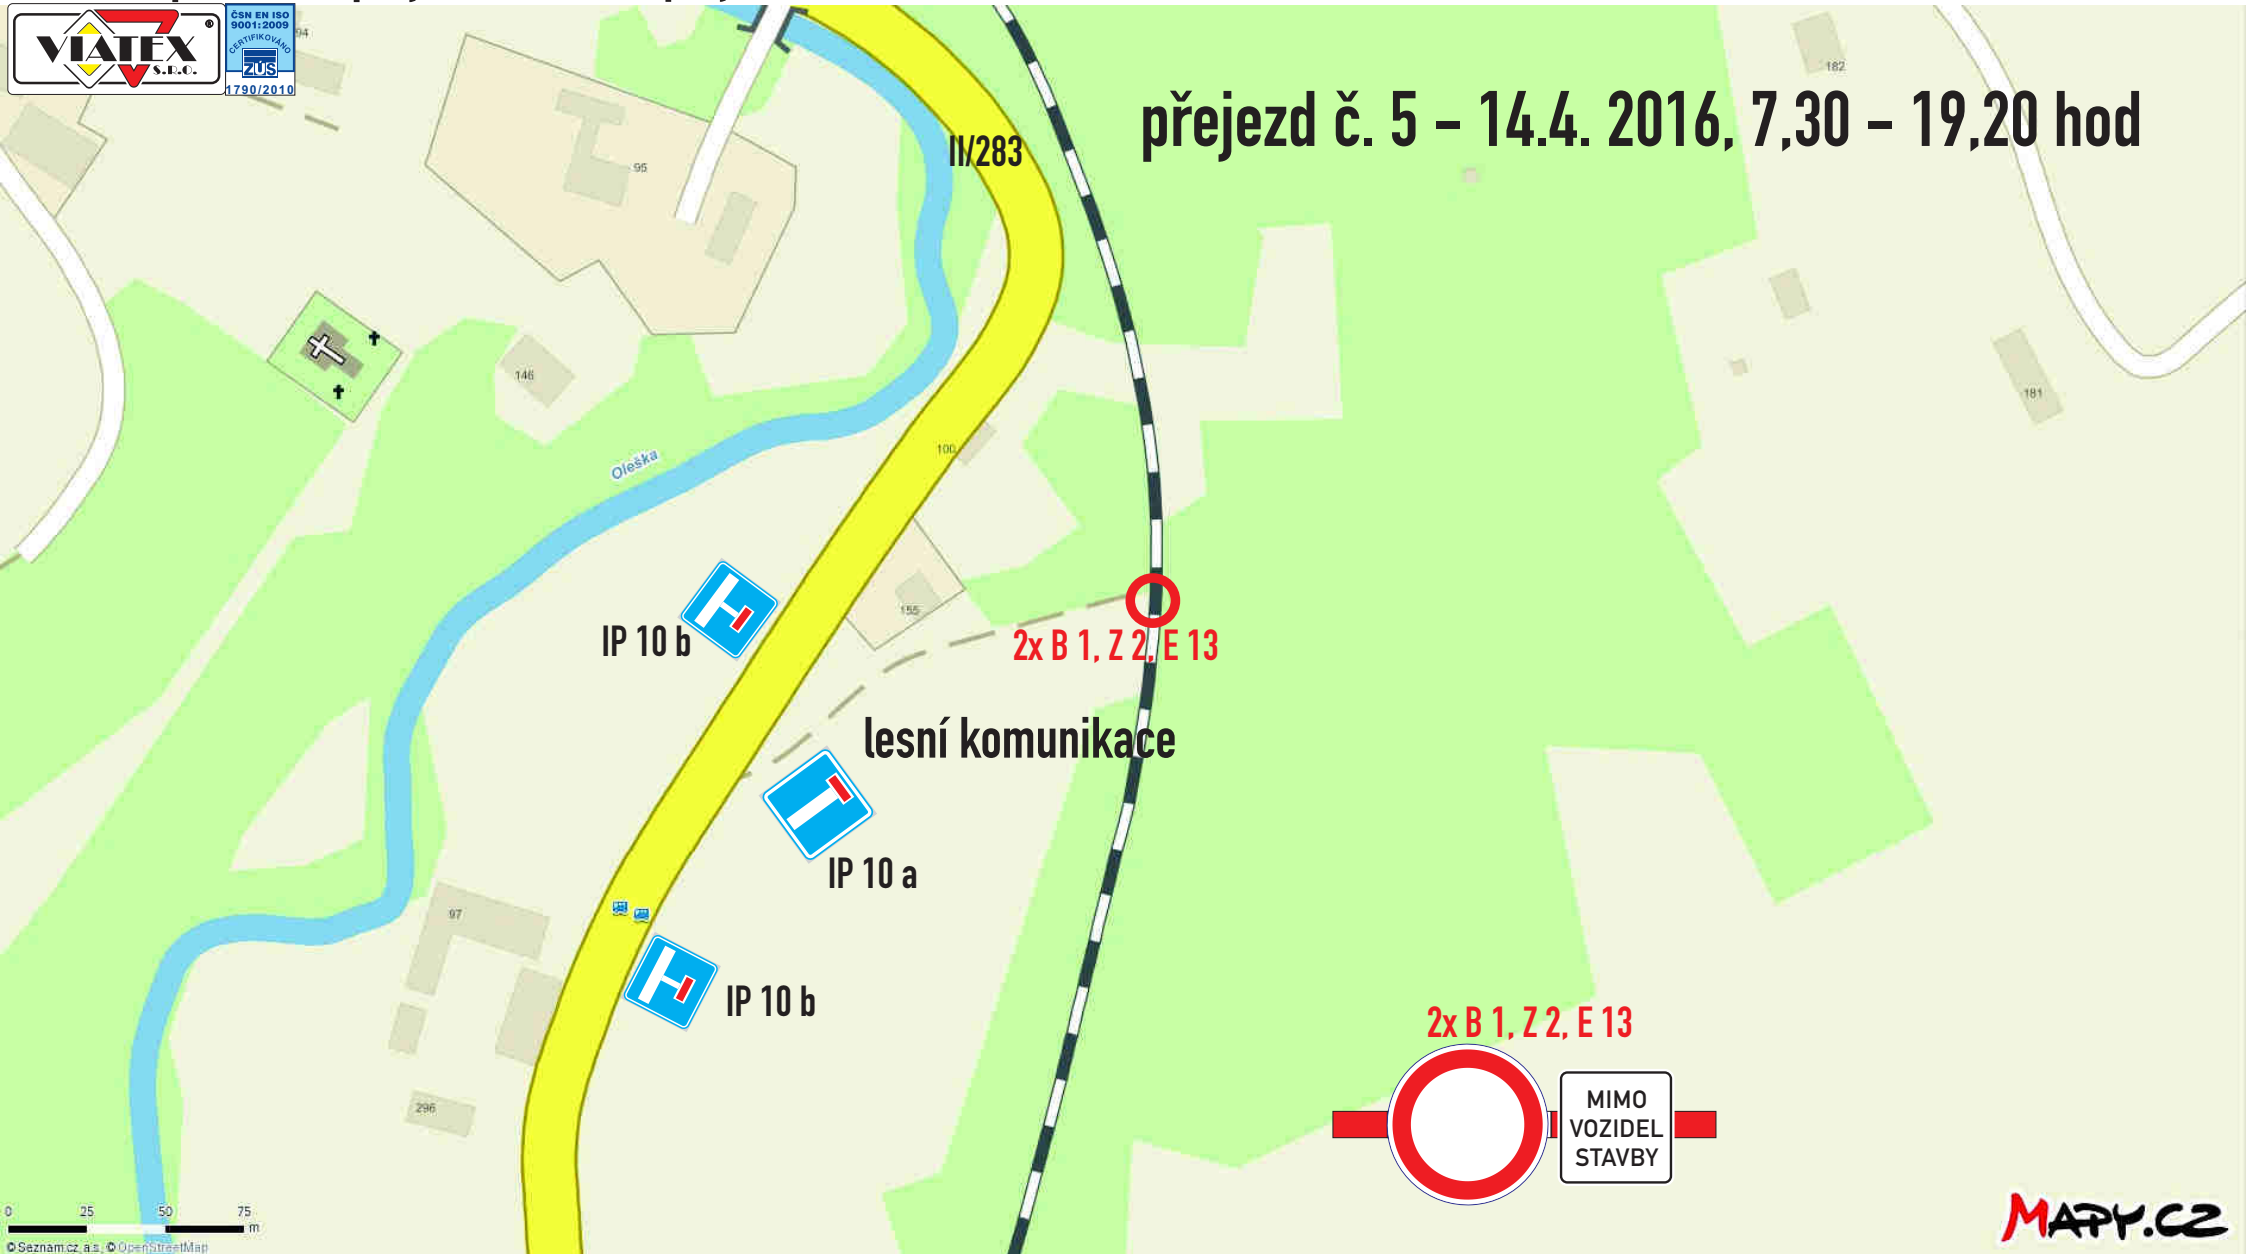 VIATEX ®
S.R.O.
ČSN EN ISO
9001:2009
CERTIFIKOVÁNO
ZÚS
1790/2010
94
182
přejezd č. 5 – 14.4. 2016, 7,30 – 19,20 hod
II/283
95
146
181
Oleška
100
155
IP 10 b
2x B 1, Z 2, E 13
lesní komunikace
IP 10 a
97
IP 10 b
2x B 1, Z 2, E 13
MIMO
VOZIDEL
STAVBY
296
0 25 50 75
m
MAPY.CZ
© Seznam.cz, a.s., © OpenStreetMap